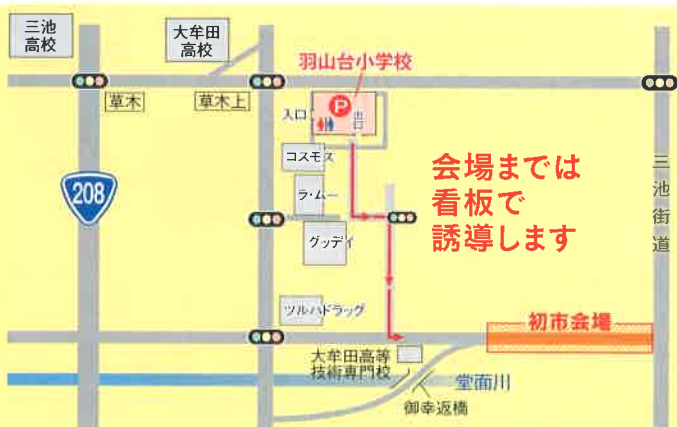 三池
高校
大牟田
高校
羽山台小学校
草木
草木上
入口
P
出口
コスモス
ラ・ムー
グッデイ
208
会場までは
看板で
誘導します
三池街道
ツルハドラッグ
初市会場
大牟田高等
技術専門校
堂面川
御幸返橋